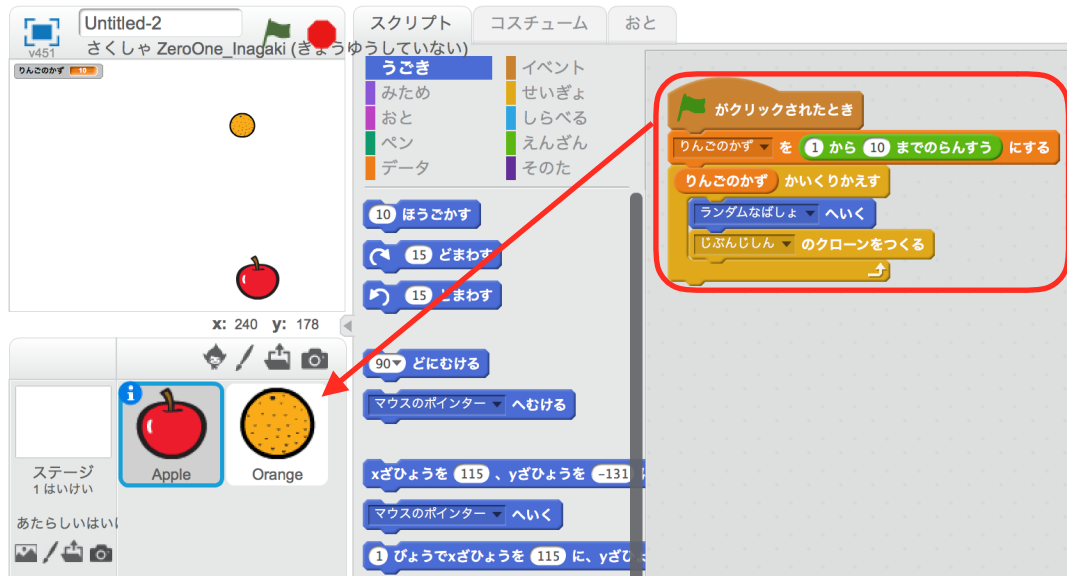 Untitled-2
v451
さくしゃ ZeroOne_Inagaki (きょうゆうしていない)
りんごのかず 10
x: 240 y: 178
ステージ
1 はいけい
あたらしいはいけ
Apple
Orange
スクリプト
コスチューム
おと
うごき
イベント
みため
せいぎょ
おと
しらべる
ペン
えんざん
データ
そのた
10 ほうごかす
15 どまわす
15 どまわす
90 どにむける
マウスのポインター へむける
xざひょうを 115 、yざひょうを -131
マウスのポインター へいく
1 びょうでxざひょうを 115 に、yざ
がクリックされたとき
りんごのかず を 1 から 10 までのらんすう にする
りんごのかず かいくりかえす
ランダムなばしょ へいく
じぶんじしん のクローンをつくる